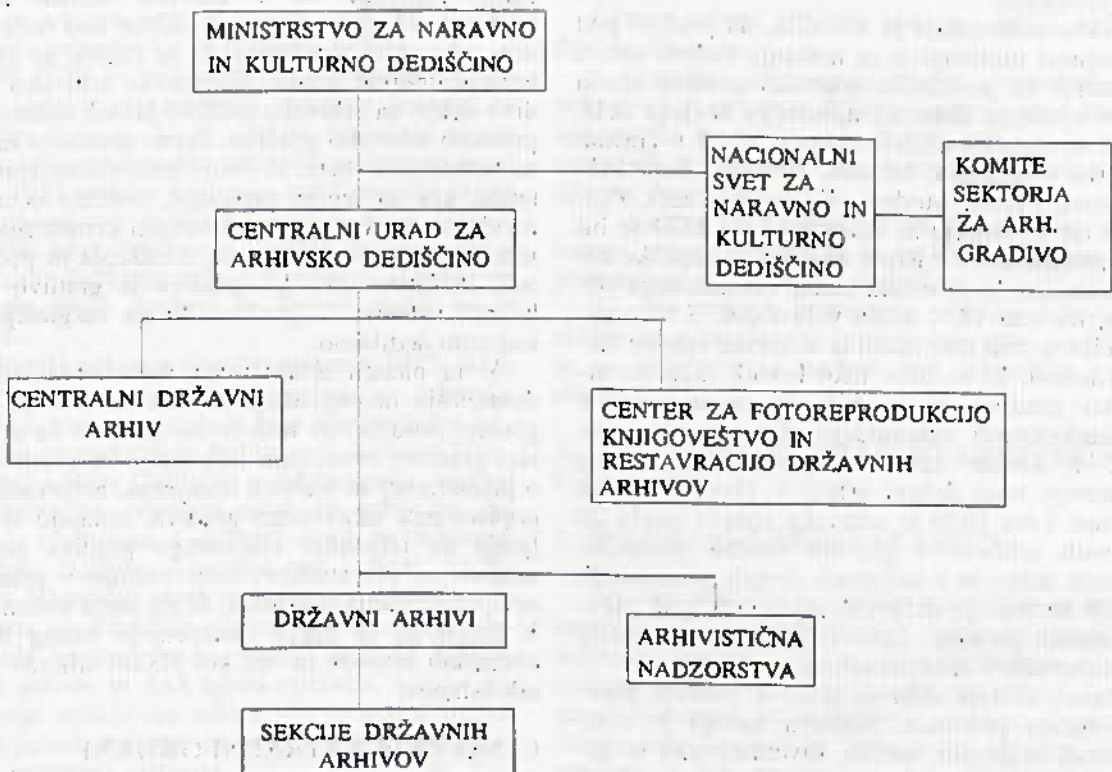 MINISTRSTVO ZA NARAVNO
IN KULTURNO DEDIŠČINO
NACIONALNI
SVET ZA
NARAVNO IN
KULTURNO
DEDIŠČINO
KOMITE
SEKTORJA
ZA ARH.
GRADIVO
CENTRALNI URAD ZA
ARHIVSKO DEDIŠČINO
CENTRALNI DRŽAVNI
ARHIV
CENTER ZA FOTOREPRODUKCIJO
KNJIGOVEŠTVO IN
RESTAVRACIJO DRŽAVNIH
ARHIVOV
DRŽAVNI ARHIVI
ARHIVISTIČNA
NADZORSTVA
SEKCIJE DRŽAVNIH
ARHIVOV